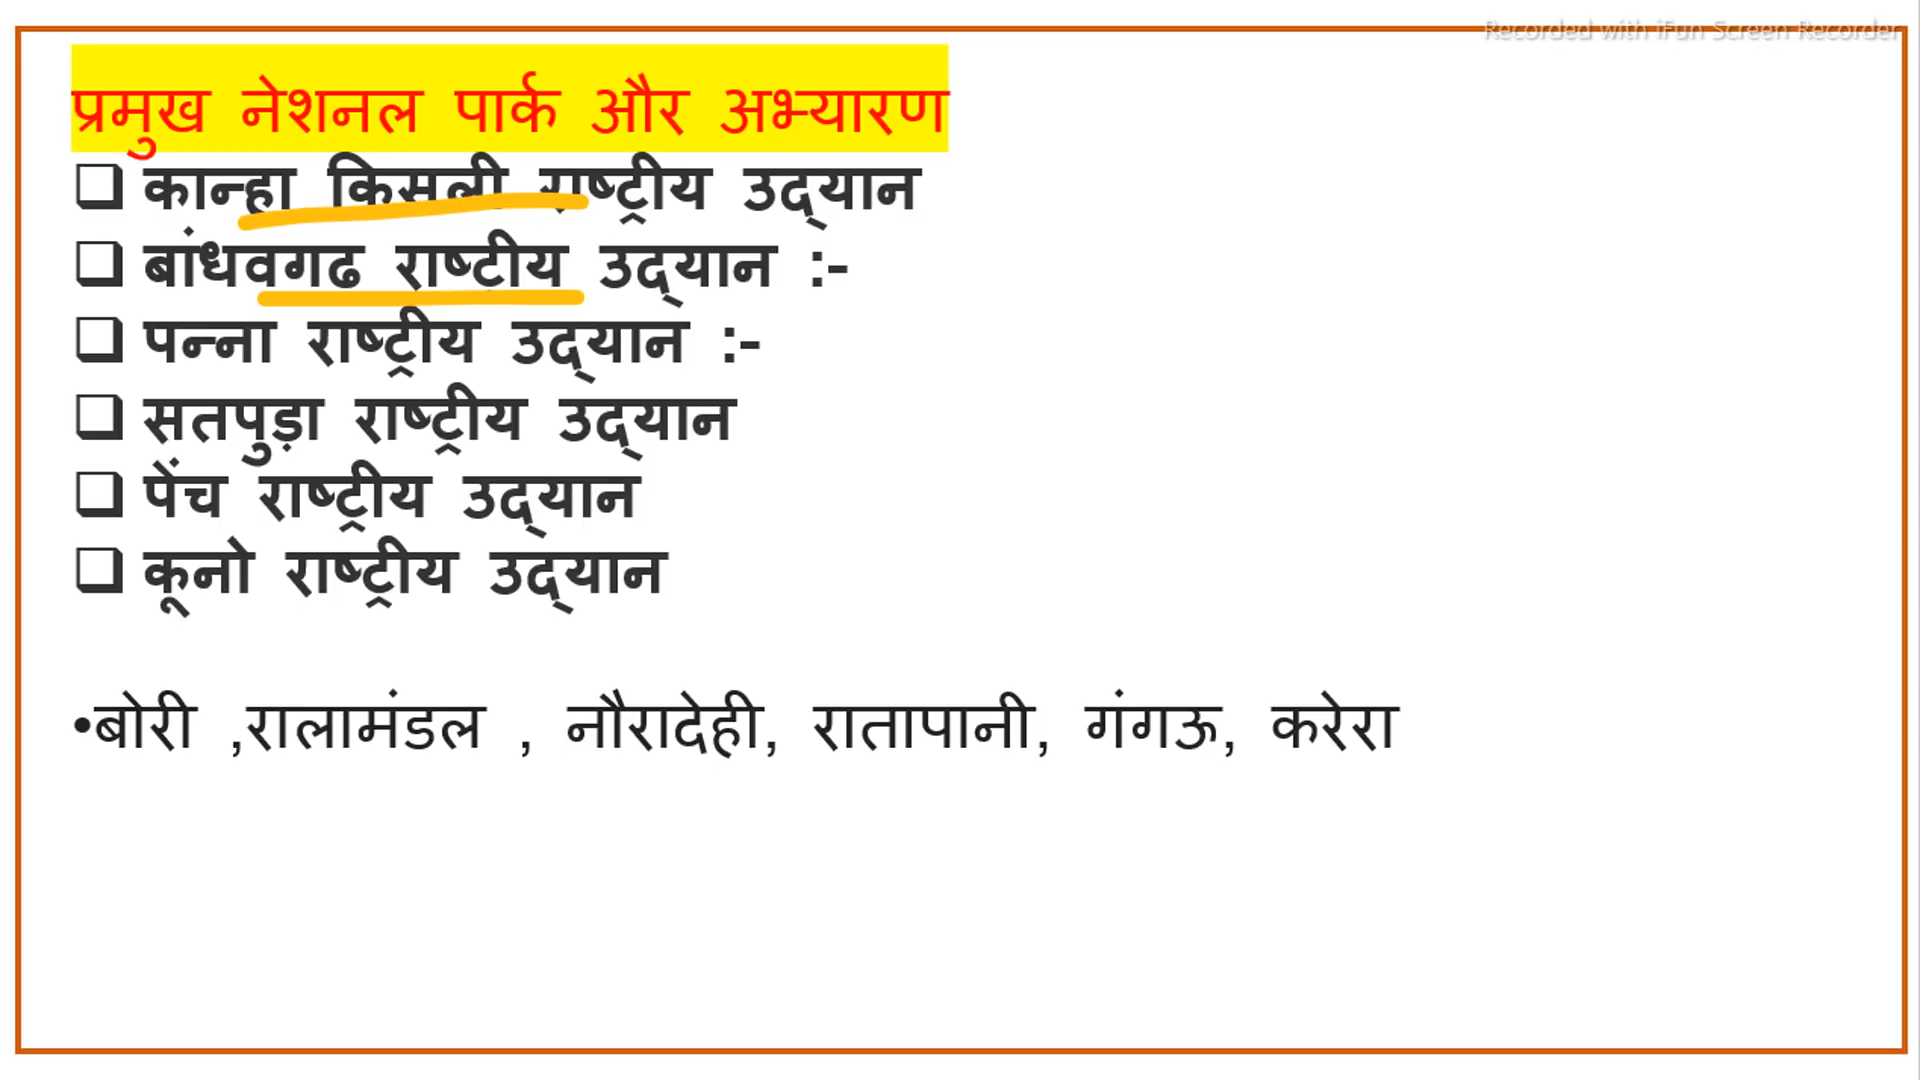 Recorded with iFun Screen Recorder
प्रमुख नेशनल पार्क और अभ्यारण
❑ कान्हा किसली राष्ट्रीय उद्यान
❑ बांधवगढ राष्टीय उद्यान :-
❑ पन्ना राष्ट्रीय उद्यान :-
❑ सतपुड़ा राष्ट्रीय उद्यान
❑ पेंच राष्ट्रीय उद्यान
❑ कूनो राष्ट्रीय उद्यान
•बोरी ,रालामंडल , नौरादेही, रातापानी, गंगऊ, करेरा